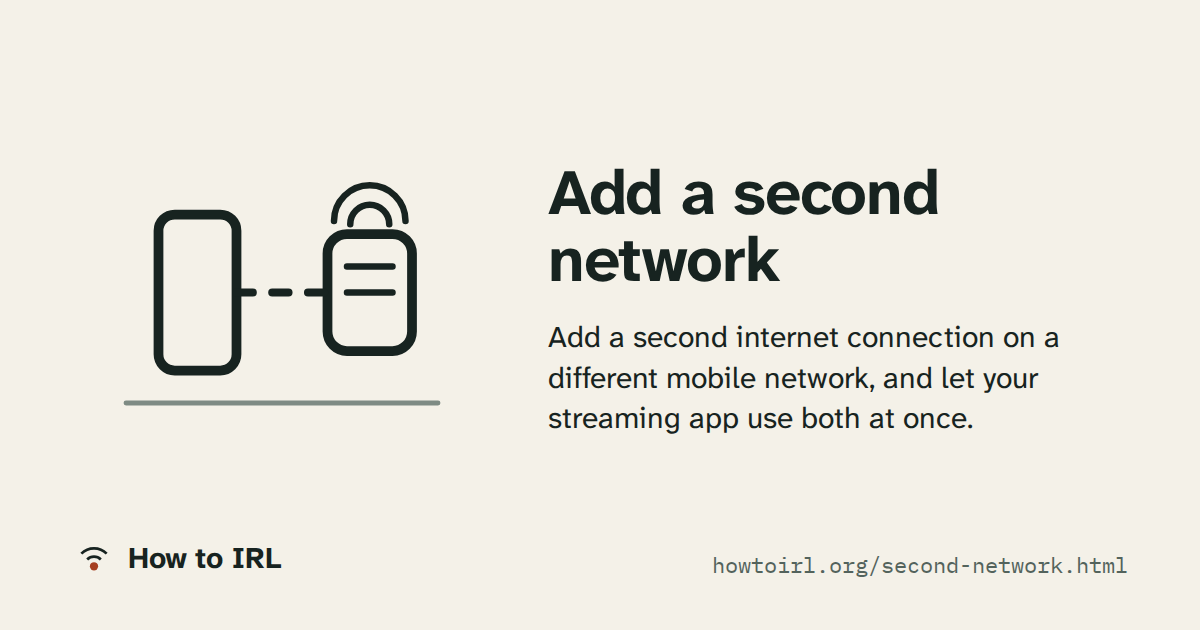 Add a second
network
Add a second internet connection on a
different mobile network, and let your
streaming app use both at once.
How to IRL
howtoirl.org/second-network.html